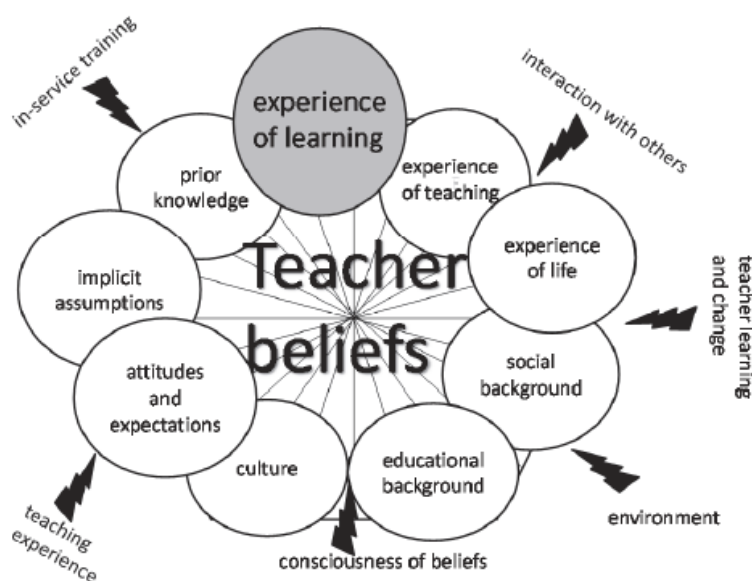 in-service training
experience
of learning
interaction with others
experience
of teaching
prior
knowledge
experience
of life
implicit
assumptions
Teacher
beliefs
teacher learning
and change
social
background
attitudes
and
expectations
culture
educational
background
teaching
experience
environment
consciousness of beliefs